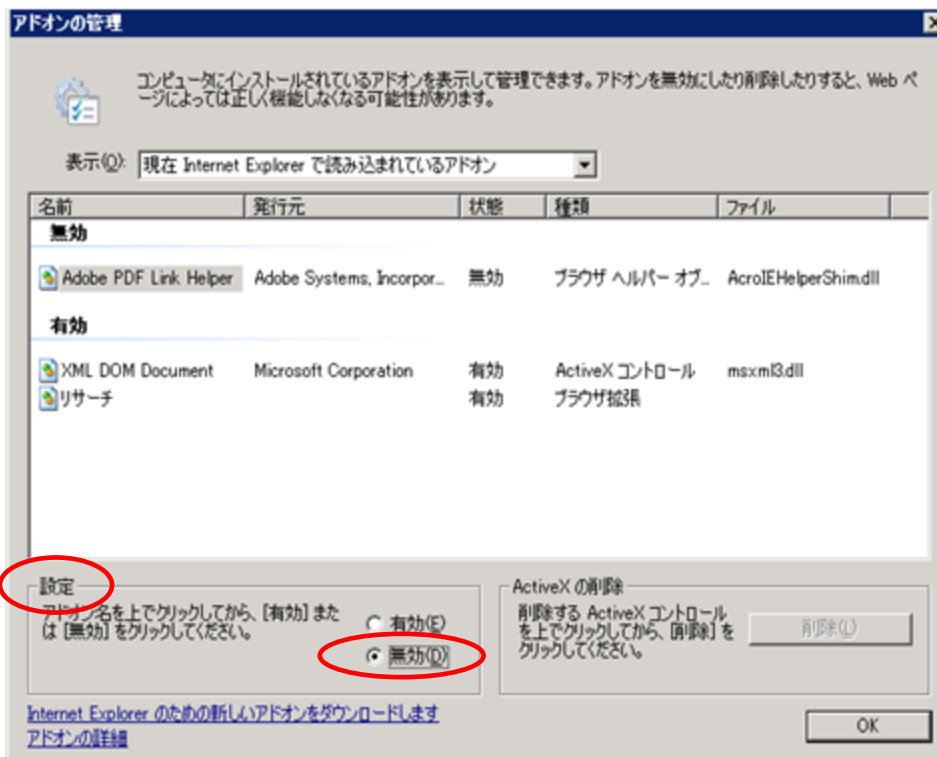 アドオンの管理
コンピュータにインストールされているアドオンを表示して管理できます。アドオンを無効にしたり削除したりすると、Web ペ
ージによっては正しく機能しなくなる可能性があります。
表示(O): 現在 Internet Explorer で読み込まれているアドオン
名前 発行元 状態 種類 ファイル
無効
Adobe PDF Link Helper Adobe Systems, Incorpor... 無効 ブラウザ ヘルパー オブ... AcroIEHelperShim.dll
有効
XML DOM Document Microsoft Corporation 有効 ActiveX コントロール msxml3.dll
リサーチ 有効 ブラウザ拡張
設定
アドオン名を上でクリックしてから、[有効] また
は [無効] をクリックしてください。
有効(E)
無効(D)
ActiveX の削除
削除する ActiveX コントロール
を上でクリックしてから、[削除] を
クリックしてください。
削除(L)
Internet Explorer のための新しいアドオンをダウンロードします
アドオンの詳細
OK